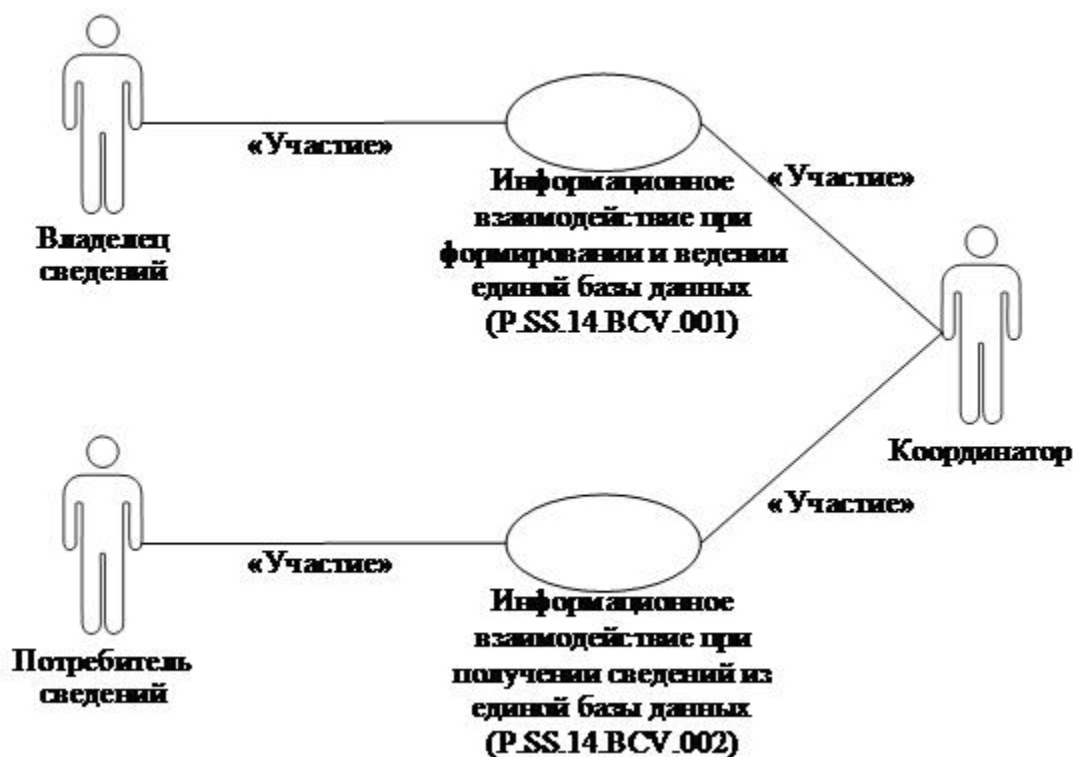 «Участие»
Информационное
взаимодействие при
формировании и ведении
единой базы данных
(P.SS.14.BCV.001)
«Участие»
Владелец
сведений
Координатор
«Участие»
«Участие»
Информационное
взаимодействие при
получении сведений из
единой базы данных
(P.SS.14.BCV.002)
Потребитель
сведений